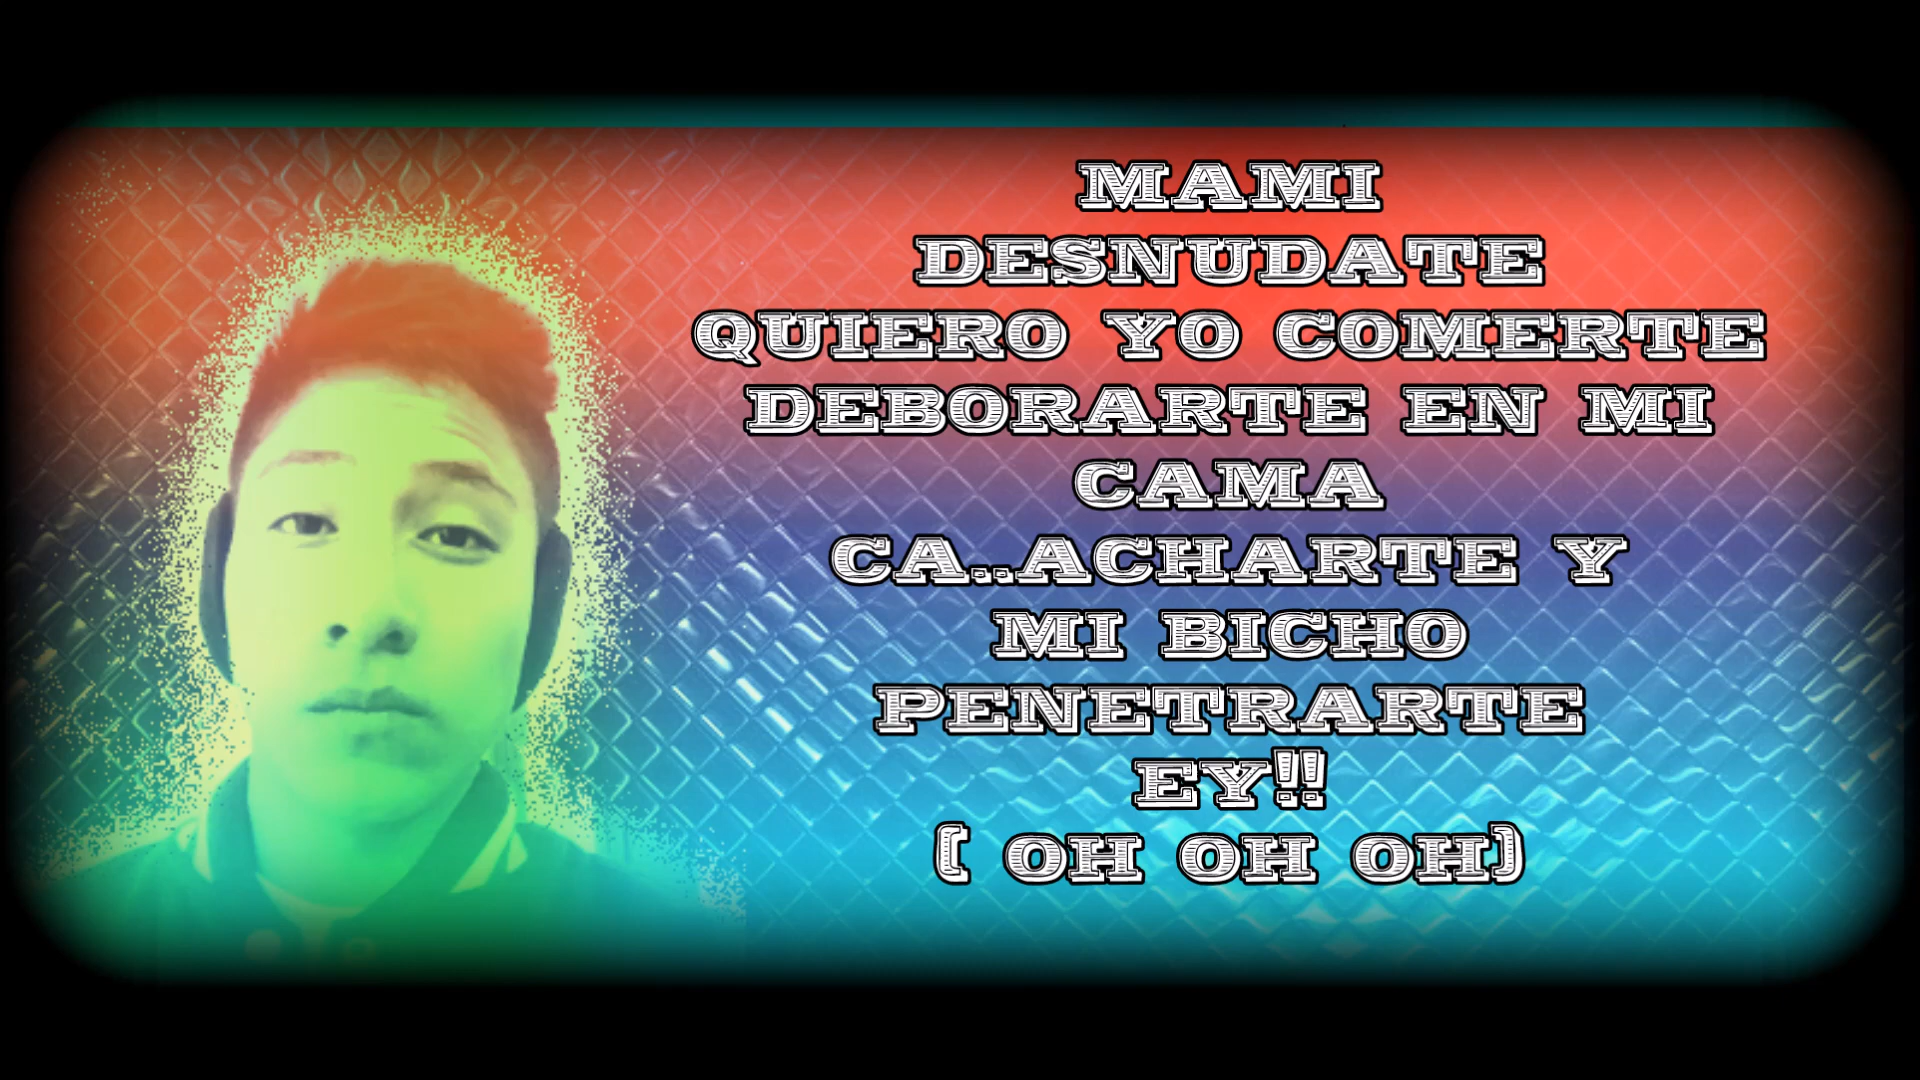 MAMI
DESNUDATE
QUIERO YO COMERTE
DEBORARTE EN MI
CAMA
CA..ACHARTE Y
MI BICHO
PENETRARTE
EY!!
( OH OH OH)